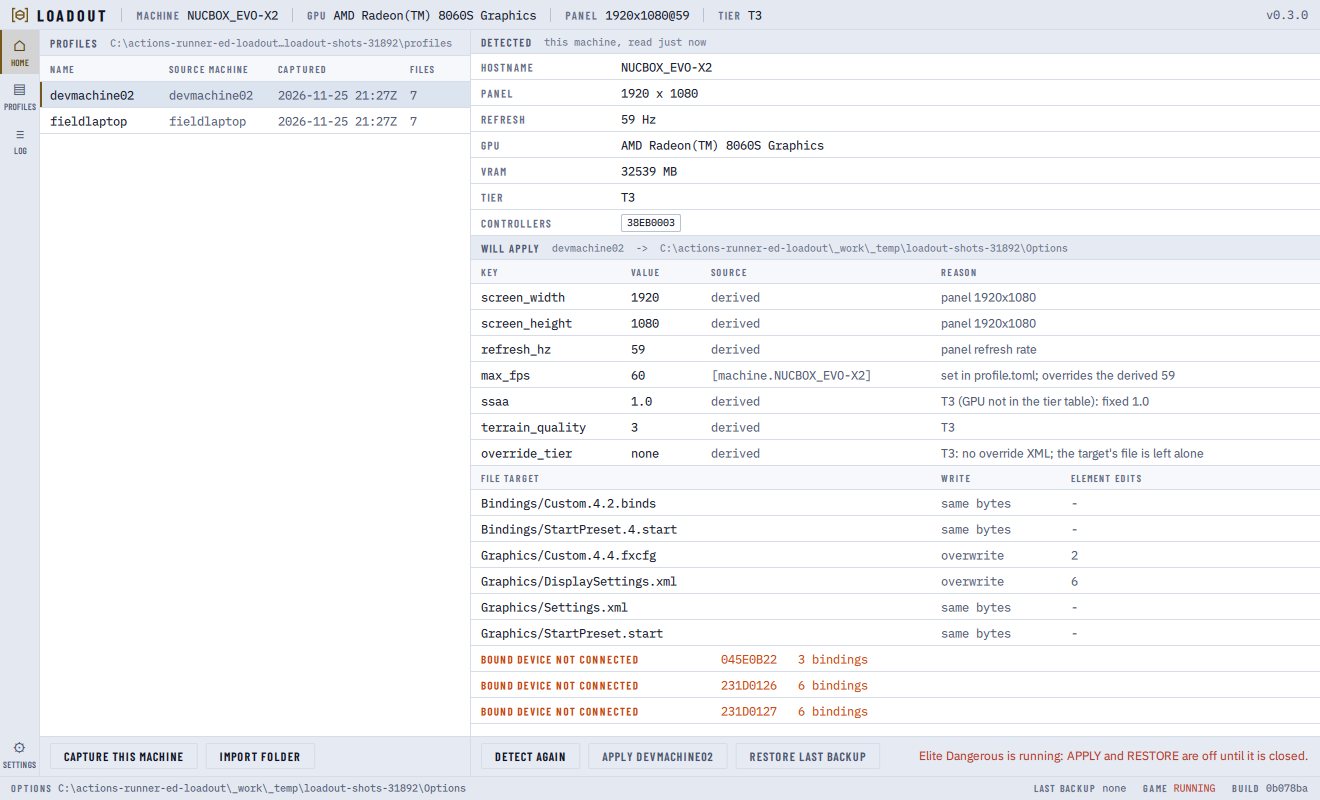 LOADOUT MACHINE NUCBOX_EVO-X2 GPU AMD Radeon(TM) 8060S Graphics PANEL 1920x1080@59 TIER T3 v0.3.0
HOME
PROFILES
LOG
SETTINGS
PROFILES C:\actions-runner-ed-loadout…loadout-shots-31892\profiles
NAME SOURCE MACHINE CAPTURED FILES
devmachine02 devmachine02 2026-11-25 21:27Z 7
fieldlaptop fieldlaptop 2026-11-25 21:27Z 7
CAPTURE THIS MACHINE IMPORT FOLDER
DETECTED this machine, read just now
HOSTNAME NUCBOX_EVO-X2
PANEL 1920 x 1080
REFRESH 59 Hz
GPU AMD Radeon(TM) 8060S Graphics
VRAM 32539 MB
TIER T3
CONTROLLERS 38EB0003
WILL APPLY devmachine02 -> C:\actions-runner-ed-loadout\_work\_temp\loadout-shots-31892\Options
KEY VALUE SOURCE REASON
screen_width 1920 derived panel 1920x1080
screen_height 1080 derived panel 1920x1080
refresh_hz 59 derived panel refresh rate
max_fps 60 [machine.NUCBOX_EVO-X2] set in profile.toml; overrides the derived 59
ssaa 1.0 derived T3 (GPU not in the tier table): fixed 1.0
terrain_quality 3 derived T3
override_tier none derived T3: no override XML; the target's file is left alone
FILE TARGET WRITE ELEMENT EDITS
Bindings/Custom.4.2.binds same bytes -
Bindings/StartPreset.4.start same bytes -
Graphics/Custom.4.4.fxcfg overwrite 2
Graphics/DisplaySettings.xml overwrite 6
Graphics/Settings.xml same bytes -
Graphics/StartPreset.start same bytes -
BOUND DEVICE NOT CONNECTED 045E0B22 3 bindings
BOUND DEVICE NOT CONNECTED 231D0126 6 bindings
BOUND DEVICE NOT CONNECTED 231D0127 6 bindings
DETECT AGAIN APPLY DEVMACHINE02 RESTORE LAST BACKUP Elite Dangerous is running: APPLY and RESTORE are off until it is closed.
OPTIONS C:\actions-runner-ed-loadout\_work\_temp\loadout-shots-31892\Options LAST BACKUP none GAME RUNNING BUILD 0b078ba